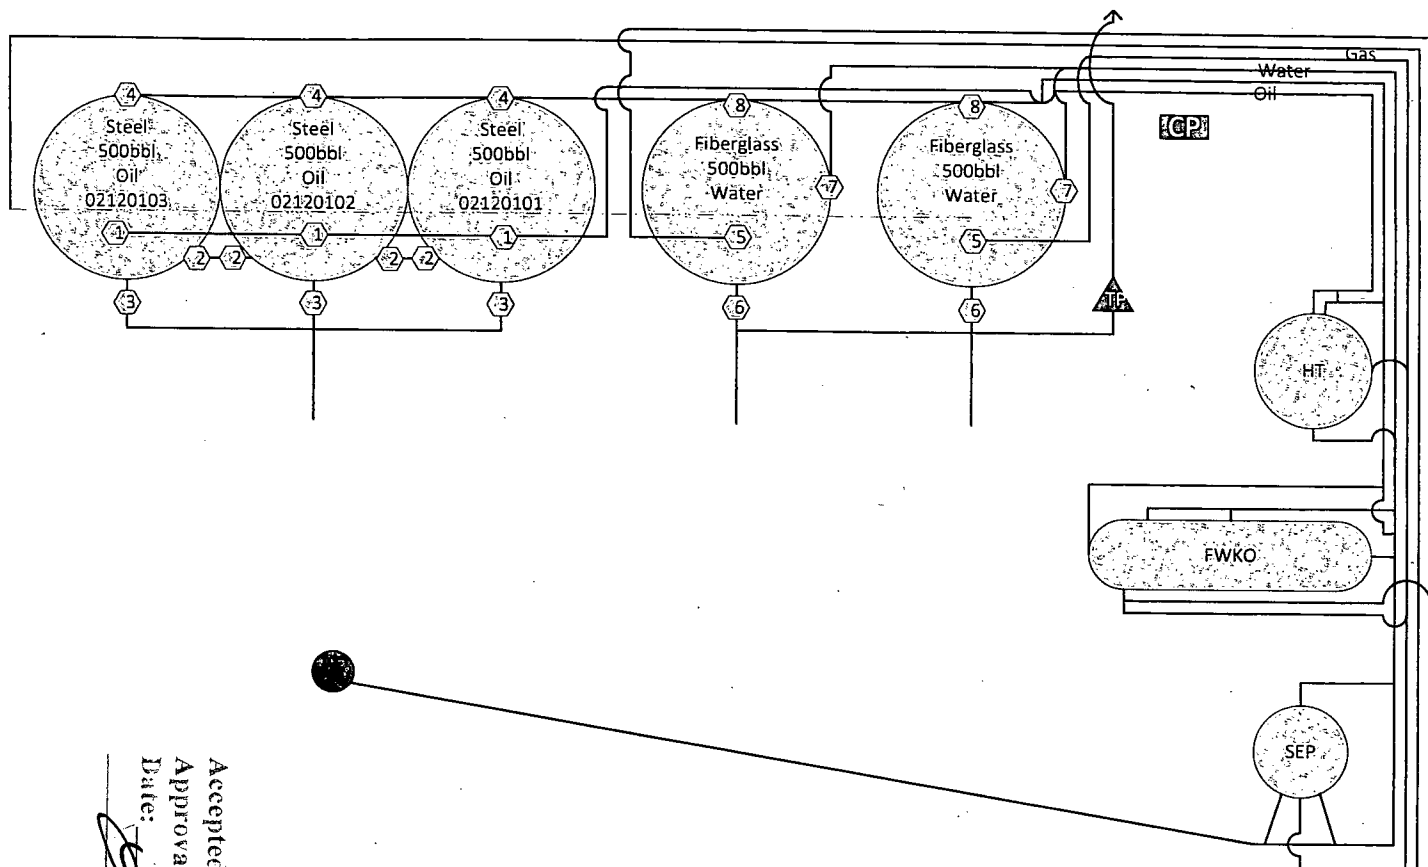 Gas
Water
Oil
CP
4
4
4
8
8
Steel
500bbl
Oil
02120103
Steel
500bbl
Oil
02120102
Steel
500bbl
Oil
02120101
Fiberglass
500bbl
Water
Fiberglass
500bbl
Water
7
7
1
1
1
5
5
2
2
2
2
3
3
3
6
6
TP
HT
FWKO
SEP
Accepted
Approva
Date: